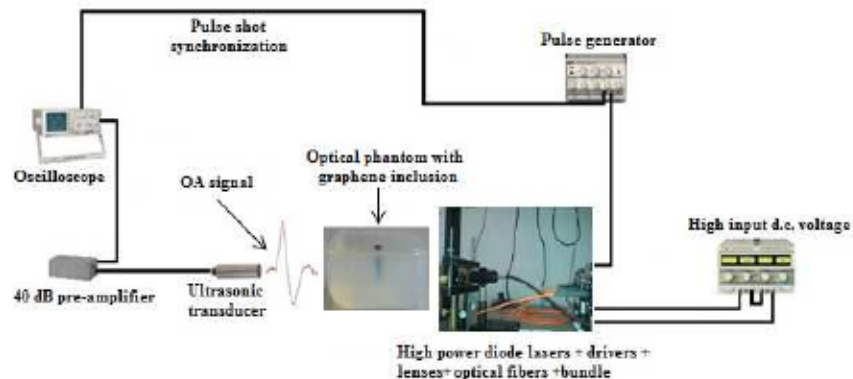 Pulse shot
synchronization
Pulse generator
Oscilloscope
OA signal
Optical phantom with
graphene inclusion
High input d.c. voltage
40 dB pre-amplifier
Ultrasonic
transducer
High power diode lasers + drivers +
lenses+ optical fibers +bundle